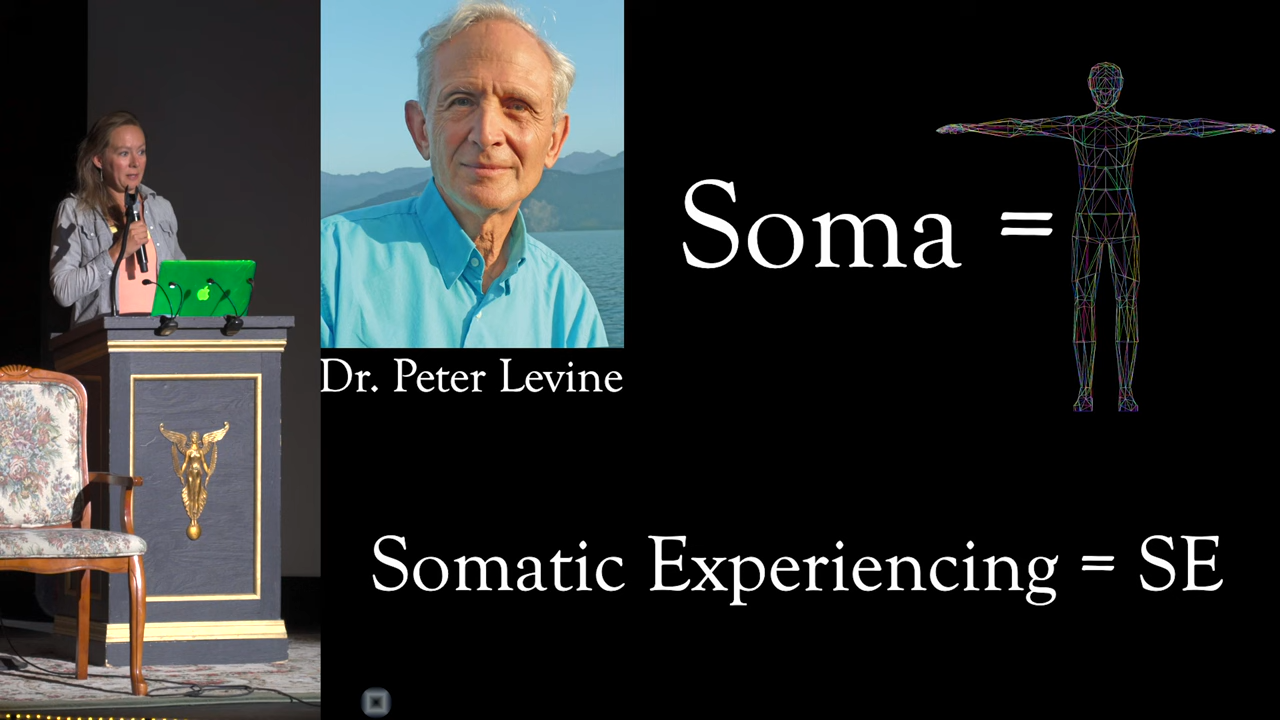 Soma =
Dr. Peter Levine
Somatic Experiencing = SE